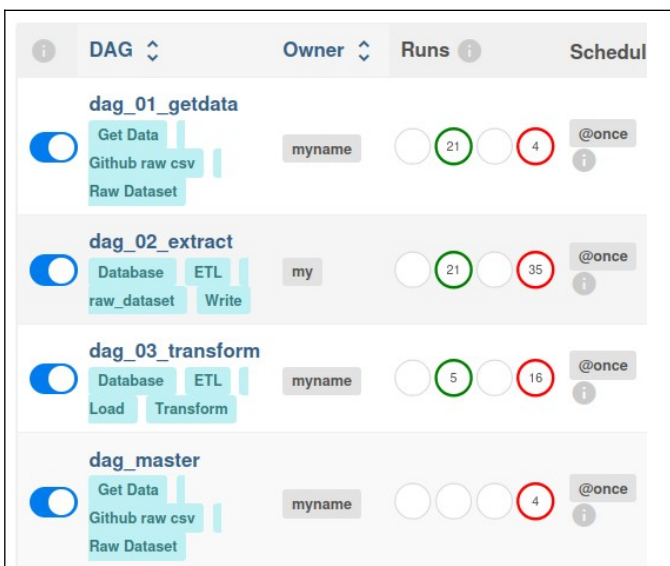 DAG Owner Runs Schedul
dag_01_getdata
Get Data
Github raw csv
Raw Dataset
myname 21 4 @once
dag_02_extract
Database ETL
raw_dataset Write
my 21 35 @once
dag_03_transform
Database ETL
Load Transform
myname 5 16 @once
dag_master
Get Data
Github raw csv
Raw Dataset
myname 4 @once